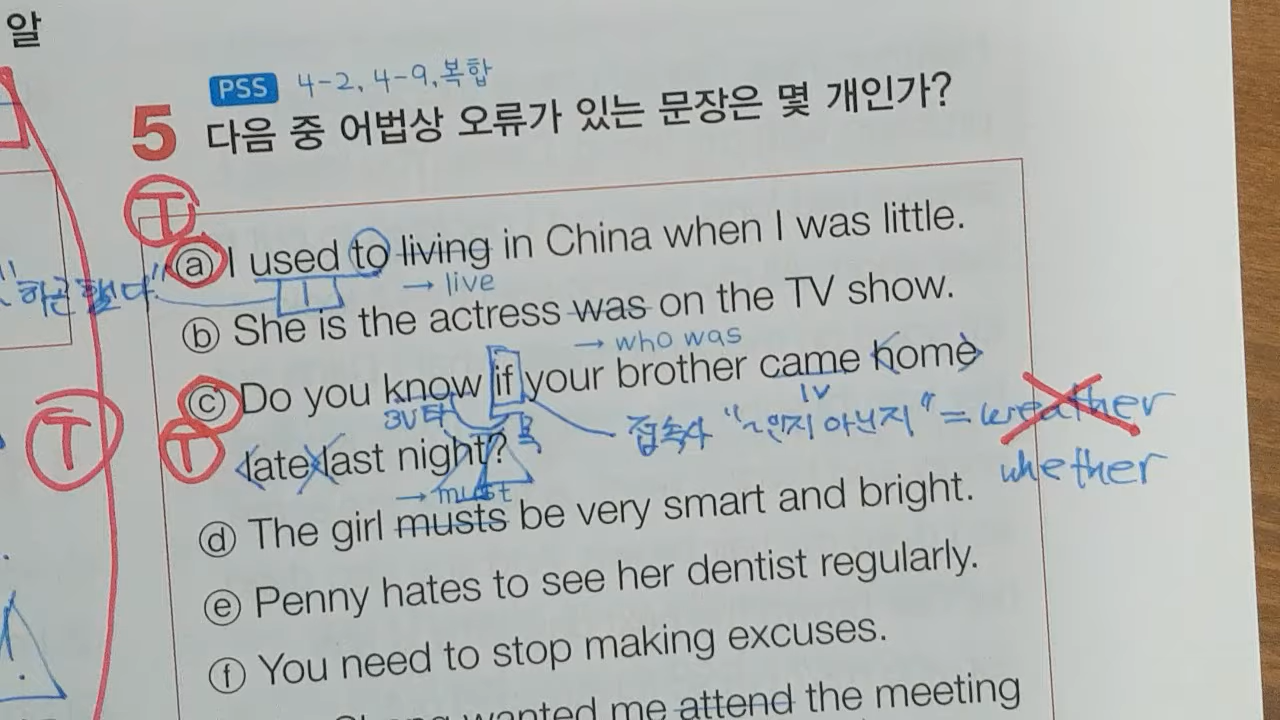 알
PSS 4-2, 4-9, 복합
5 다음 중 어법상 오류가 있는 문장은 몇 개인가?
T
ⓐ I used to living in China when I was little.
"~하곤 했다" → live
ⓑ She is the actress was on the TV show.
→ who was
ⓒ Do you know if your brother came home
3V타 목 1V 접속사 "~인지 아닌지" = weather
T T late last night? whether
→ must
ⓓ The girl musts be very smart and bright.
ⓔ Penny hates to see her dentist regularly.
ⓕ You need to stop making excuses.
wanted me attend the meeting